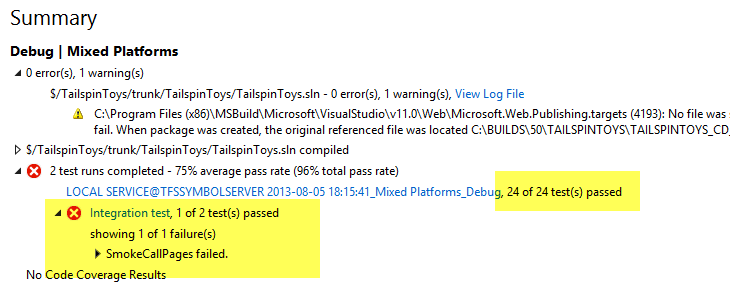 Summary
Debug | Mixed Platforms
0 error(s), 1 warning(s)
$/TailspinToys/trunk/TailspinToys/TailspinToys.sln - 0 error(s), 1 warning(s), View Log File
C:\Program Files (x86)\MSBuild\Microsoft\VisualStudio\v11.0\Web\Microsoft.Web.Publishing.targets (4193): No file was
fail. When package was created, the original referenced file was located C:\BUILDS\50\TAILSPINTOYS\TAILSPINTOYS_CD
$/TailspinToys/trunk/TailspinToys/TailspinToys.sln compiled
2 test runs completed - 75% average pass rate (96% total pass rate)
LOCAL SERVICE@TFSSYMBOLSERVER 2013-08-05 18:15:41_Mixed Platforms_Debug, 24 of 24 test(s) passed
Integration test, 1 of 2 test(s) passed
showing 1 of 1 failure(s)
SmokeCallPages failed.
No Code Coverage Results